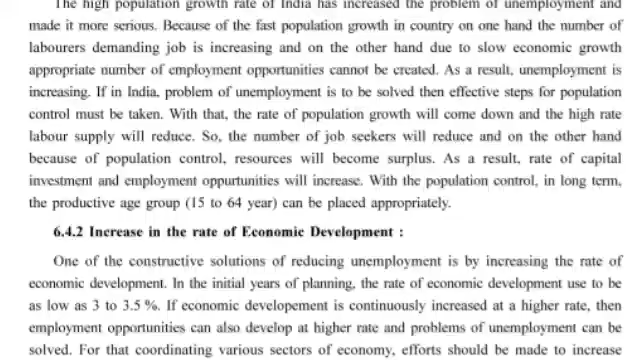 The high population growth rate of India has increased the problem of unemployment and
made it more serious. Because of the fast population growth in country on one hand the number of
labourers demanding job is increasing and on the other hand due to slow economic growth
appropriate number of employment opportunities cannot be created. As a result, unemployment is
increasing. If in India, problem of unemployment is to be solved then effective steps for population
control must be taken. With that, the rate of population growth will come down and the high rate
labour supply will reduce. So, the number of job seekers will reduce and on the other hand
because of population control, resources will become surplus. As a result, rate of capital
investment and employment oppurtunities will increase. With the population control, in long term,
the productive age group (15 to 64 year) can be placed appropriately.
6.4.2 Increase in the rate of Economic Development :
One of the constructive solutions of reducing unemployment is by increasing the rate of
economic development. In the initial years of planning, the rate of economic development use to be
as low as 3 to 3.5 %. If economic developement is continuously increased at a higher rate, then
employment opportunities can also develop at higher rate and problems of unemployment can be
solved. For that coordinating various sectors of economy, efforts should be made to increase